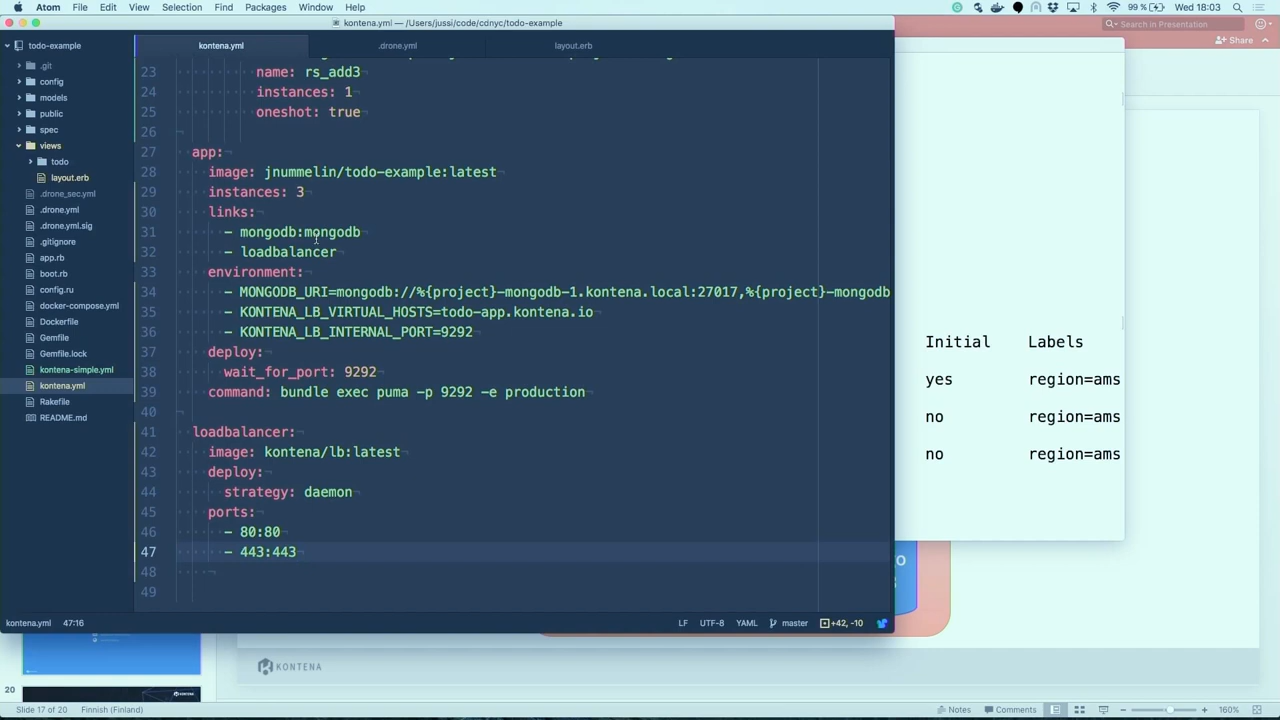 Atom File Edit View Selection Find Packages Window Help
99 % Wed 18:03
kontena.yml — /Users/jussi/code/cdnyc/todo-example
Search in Presentation
Share
todo-example
.git
config
models
public
spec
views
todo
layout.erb
.drone_sec.yml
.drone.yml
.drone.yml.sig
.gitignore
app.rb
boot.rb
config.ru
docker-compose.yml
Dockerfile
Gemfile
Gemfile.lock
kontena-simple.yml
kontena.yml
Rakefile
README.md
kontena.yml .drone.yml layout.erb
23 name: rs_add3
24 instances: 1
25 oneshot: true
26
27 app:
28 image: jnummelin/todo-example:latest
29 instances: 3
30 links:
31 - mongodb:mongodb
32 - loadbalancer
33 environment:
34 - MONGODB_URI=mongodb://%{project}-mongodb-1.kontena.local:27017,%{project}-mongodb
35 - KONTENA_LB_VIRTUAL_HOSTS=todo-app.kontena.io
36 - KONTENA_LB_INTERNAL_PORT=9292
37 deploy:
38 wait_for_port: 9292
39 command: bundle exec puma -p 9292 -e production
40
41 loadbalancer:
42 image: kontena/lb:latest
43 deploy:
44 strategy: daemon
45 ports:
46 - 80:80
47 - 443:443
48
49
kontena.yml 47:16 LF UTF-8 YAML master +42, -10
Initial Labels
yes region=ams
no region=ams
no region=ams
KONTENA
20
KONTENA
Slide 17 of 20 Finnish (Finland) Notes Comments 160%